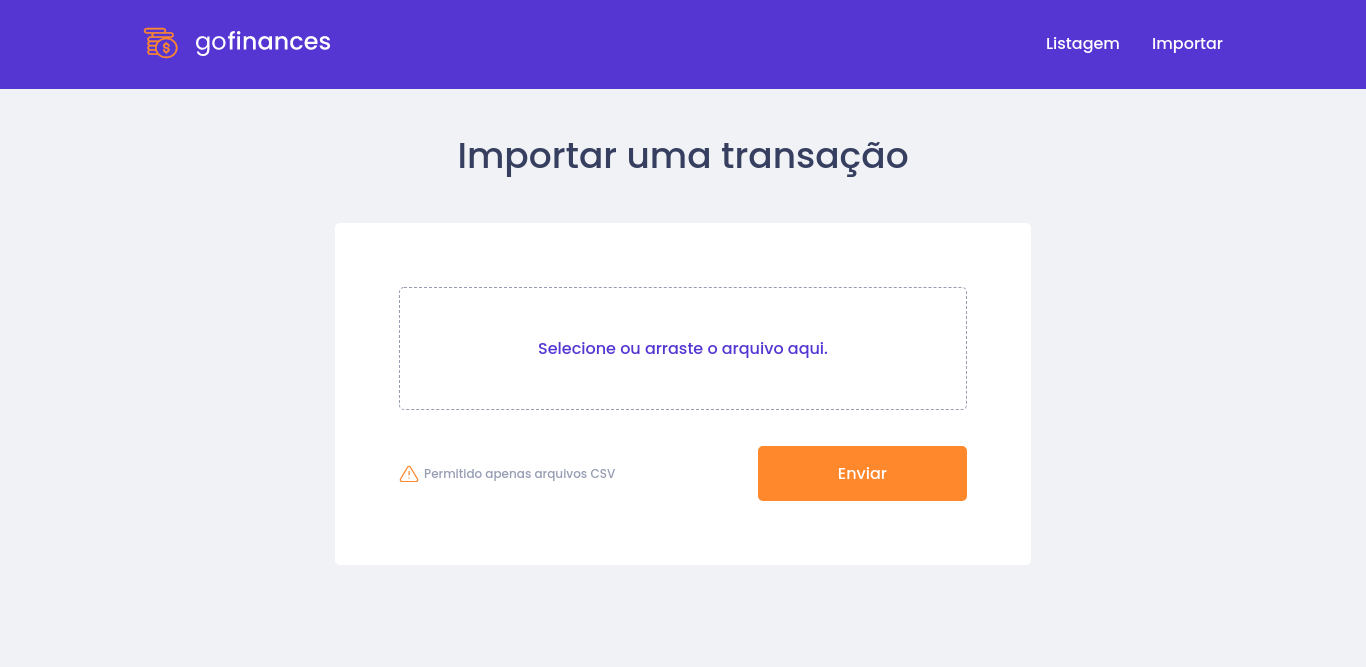 gofinances
Listagem
Importar
Importar uma transação
Selecione ou arraste o arquivo aqui.
Permitido apenas arquivos CSV
Enviar